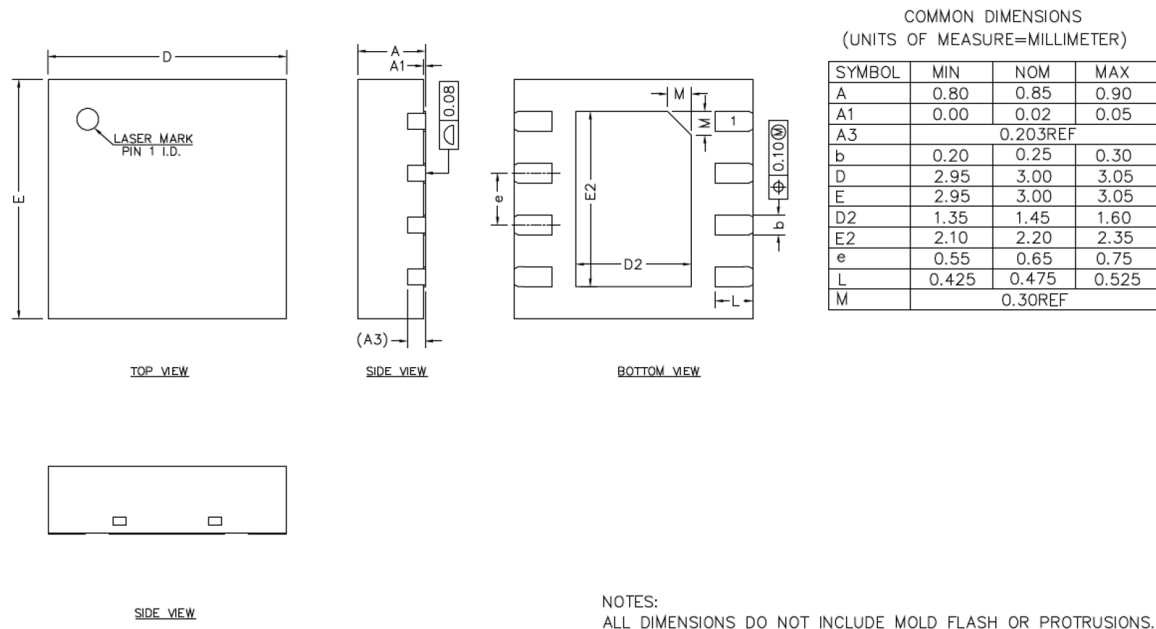 COMMON DIMENSIONS
(UNITS OF MEASURE=MILLIMETER)
SYMBOL MIN NOM MAX
A 0.80 0.85 0.90
A1 0.00 0.02 0.05
A3 0.203REF
b 0.20 0.25 0.30
D 2.95 3.00 3.05
E 2.95 3.00 3.05
D2 1.35 1.45 1.60
E2 2.10 2.20 2.35
e 0.55 0.65 0.75
L 0.425 0.475 0.525
M 0.30REF
D
E
LASER MARK
PIN 1 I.D.
TOP VIEW
A
A1
0.08
(A3)
SIDE VIEW
M
M
1
e
E2
D2
0.10Ⓜ
b
L
BOTTOM VIEW
SIDE VIEW
NOTES:
ALL DIMENSIONS DO NOT INCLUDE MOLD FLASH OR PROTRUSIONS.